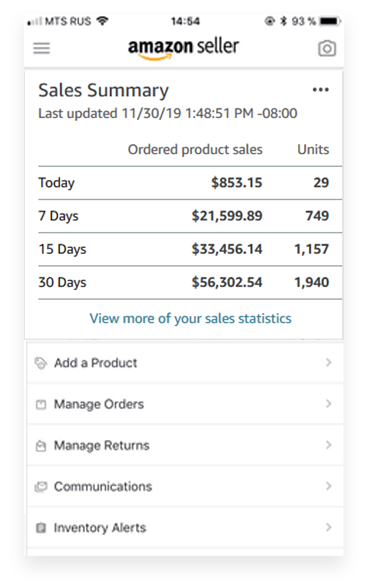 MTS RUS 14:54 93 %
amazon seller
Sales Summary
Last updated 11/30/19 1:48:51 PM -08:00
Ordered product sales Units
Today $853.15 29
7 Days $21,599.89 749
15 Days $33,456.14 1,157
30 Days $56,302.54 1,940
View more of your sales statistics
Add a Product
Manage Orders
Manage Returns
Communications
Inventory Alerts